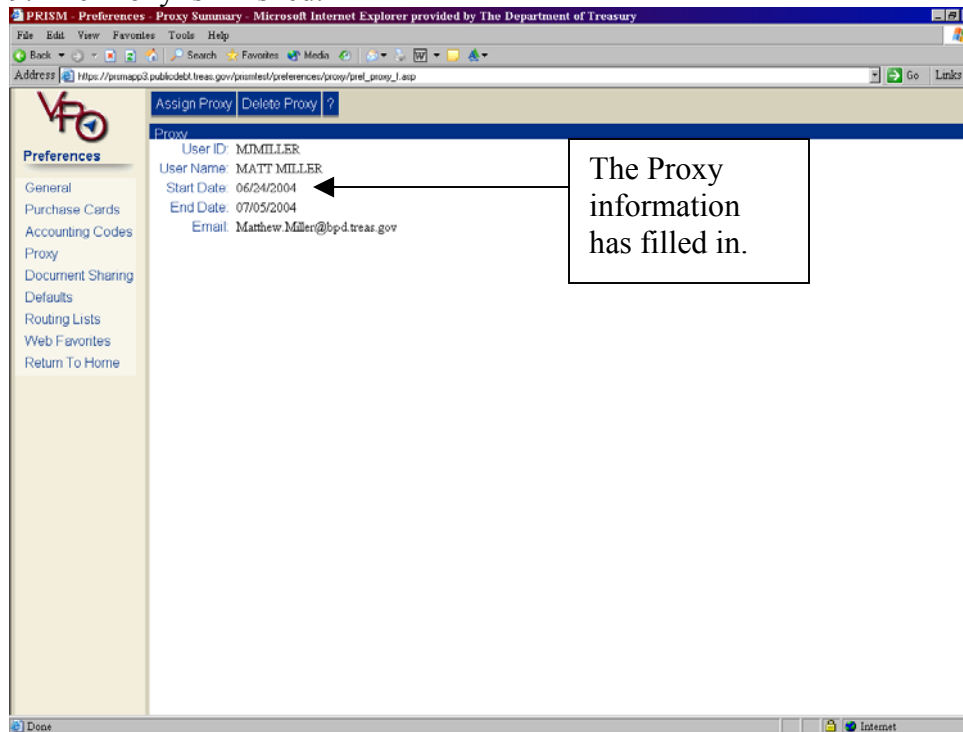 PRISM - Preferences - Proxy Summary - Microsoft Internet Explorer provided by The Department of Treasury
File Edit View Favorites Tools Help
Back Search Favorites Media
Address https://prismapp3.publicdebt.treas.gov/prismtest/preferences/proxy/pref_proxy_l.asp Go Links
VPO
Assign Proxy Delete Proxy ?
Proxy
User ID: MJMILLER
User Name: MATT MILLER
Start Date: 06/24/2004
End Date: 07/05/2004
Email: Matthew.Miller@bpd.treas.gov
The Proxy
information
has filled in.
Preferences
General
Purchase Cards
Accounting Codes
Proxy
Document Sharing
Defaults
Routing Lists
Web Favorites
Return To Home
Done Internet